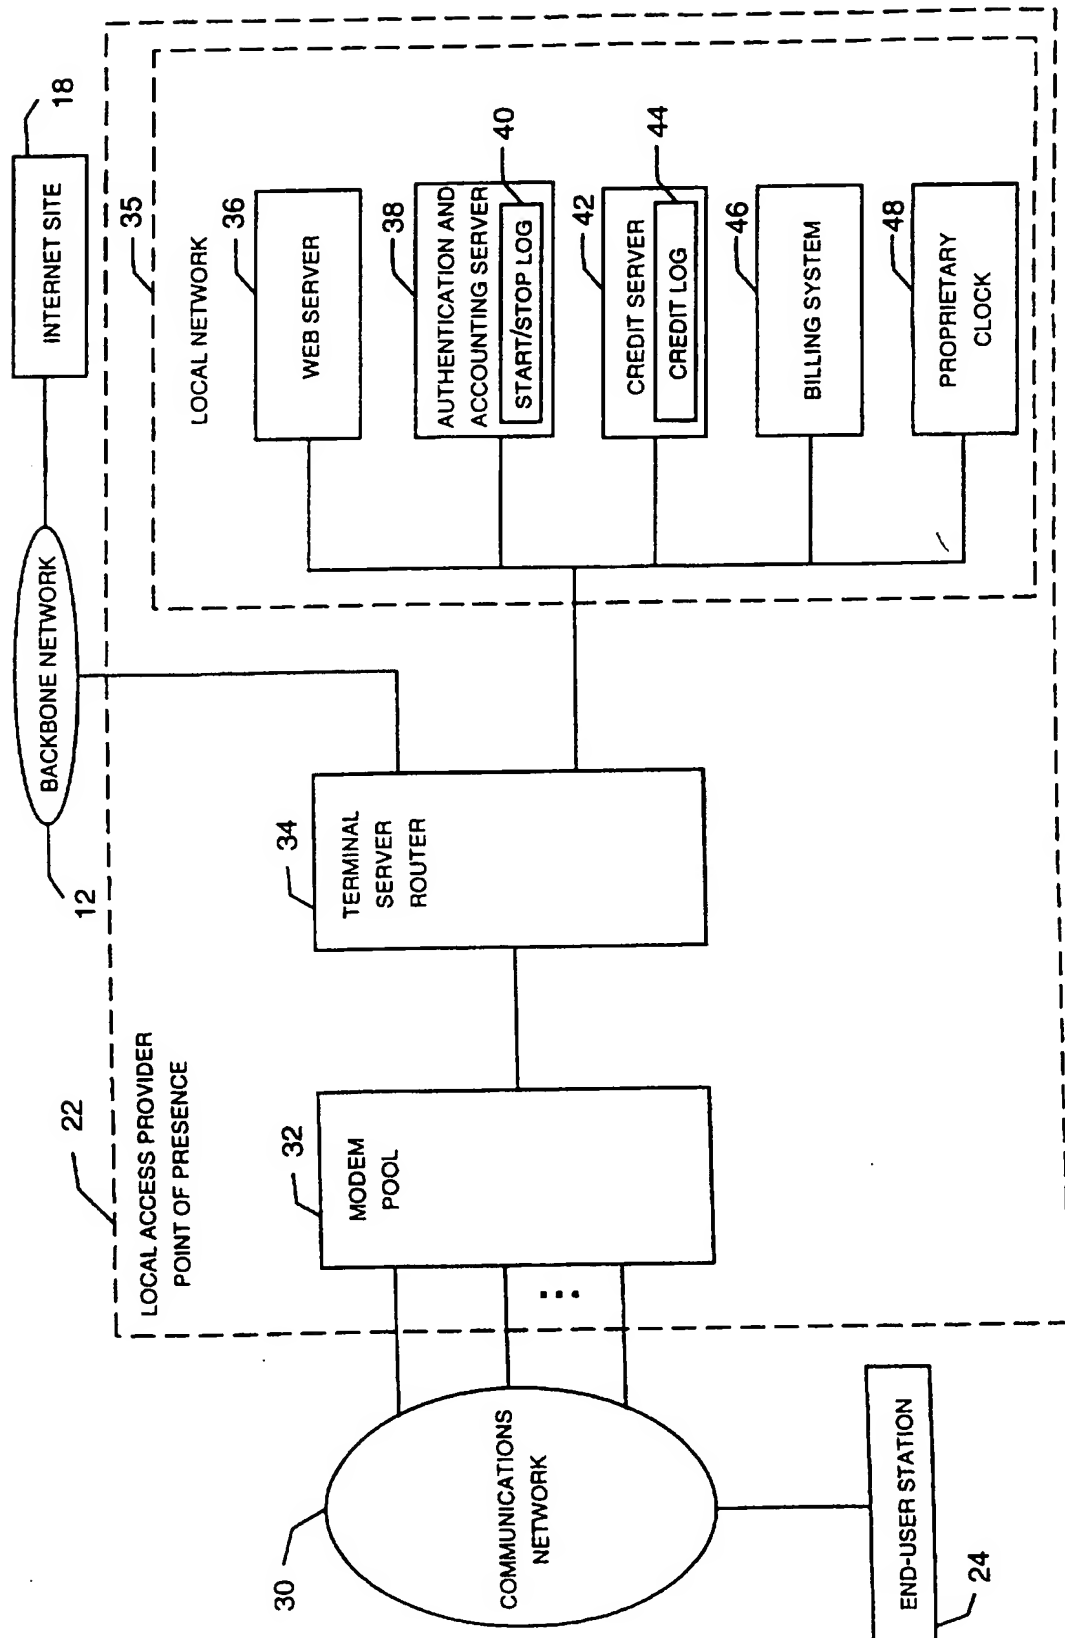 INTERNET SITE
18
BACKBONE NETWORK
12
22
LOCAL ACCESS PROVIDER
POINT OF PRESENCE
35
LOCAL NETWORK
36
WEB SERVER
38
AUTHENTICATION AND
ACCOUNTING SERVER
START/STOP LOG
40
42
CREDIT SERVER
CREDIT LOG
44
46
BILLING SYSTEM
48
PROPRIETARY
CLOCK
34
TERMINAL
SERVER
ROUTER
32
MODEM
POOL
...
30
COMMUNICATIONS
NETWORK
END-USER STATION
24